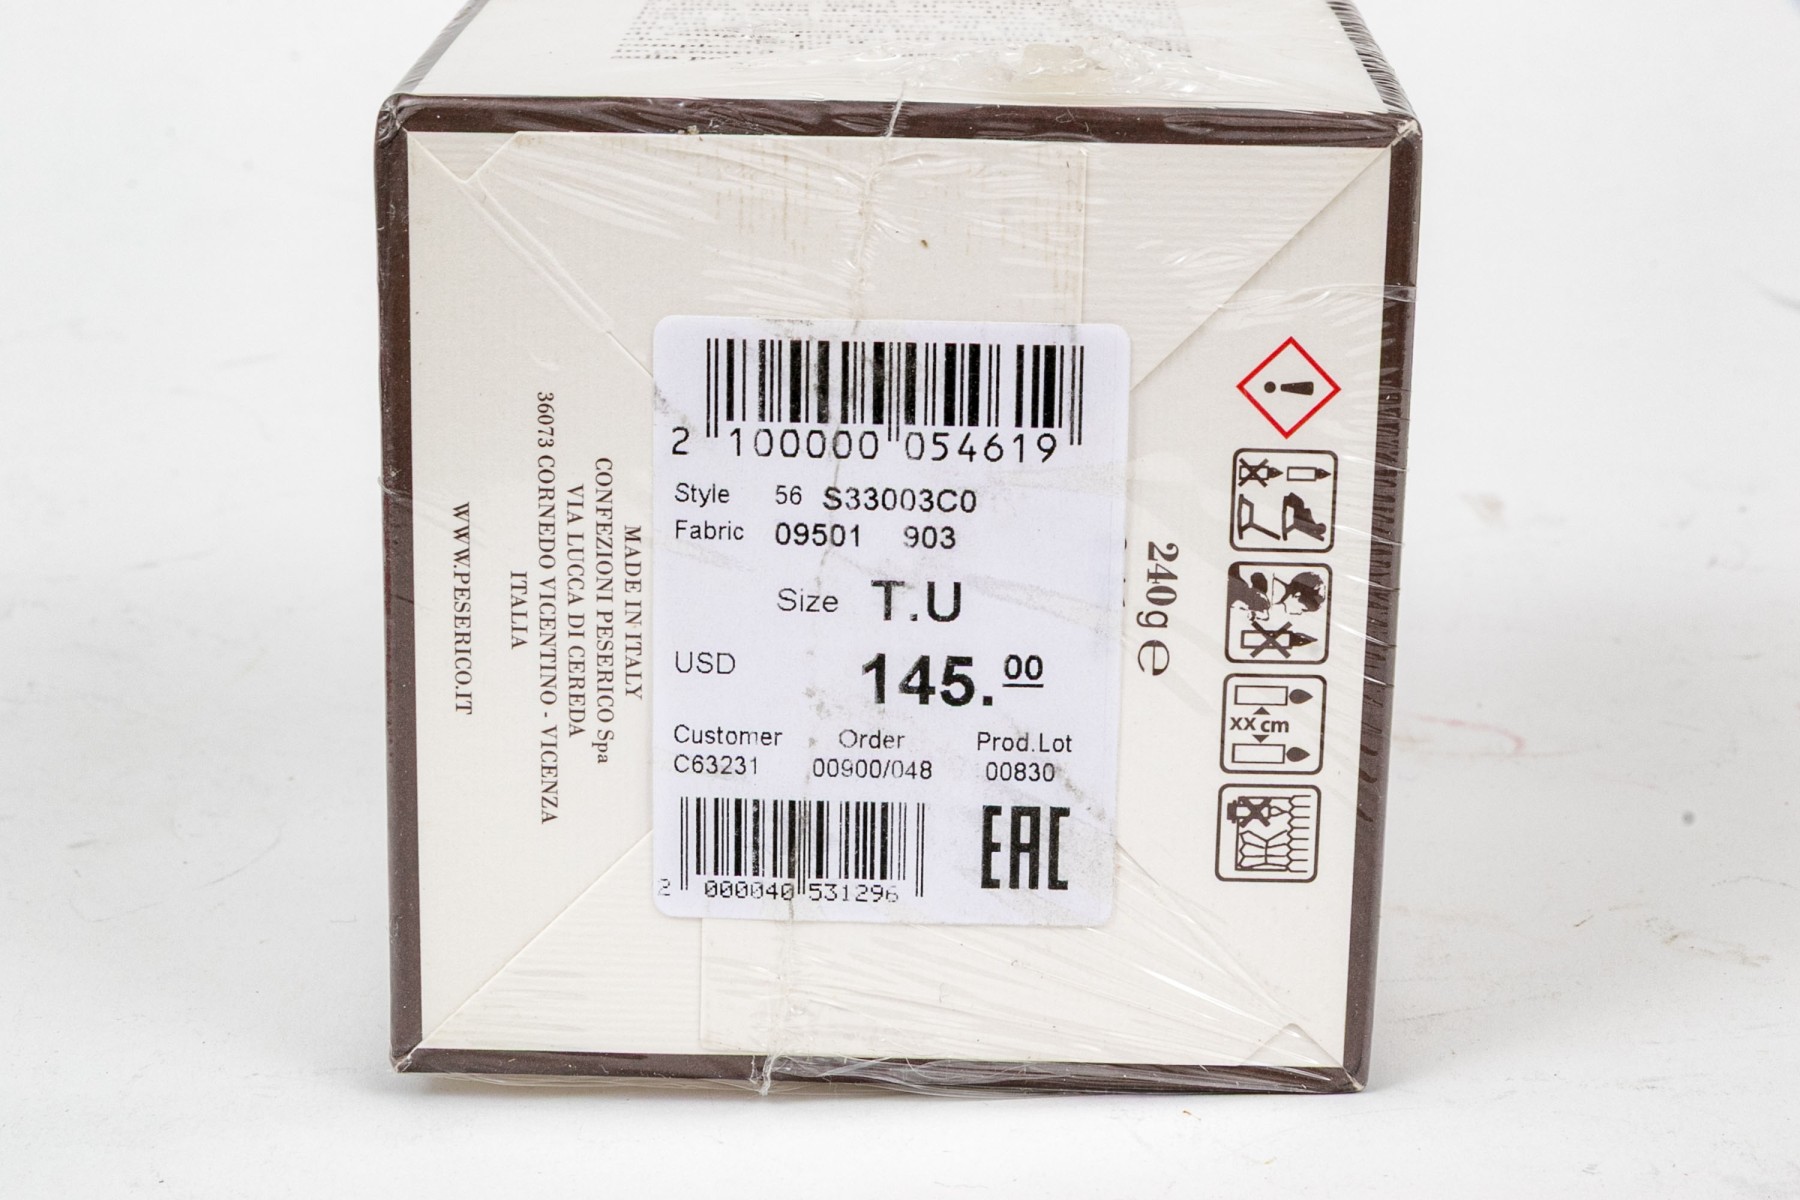 2 100000 054619
Style 56 S33003C0
Fabric 09501 903
Size T.U
USD 145.00
Customer Order Prod.Lot
C63231 00900/048 00830
2 000040 531296
EAC
MADE IN ITALY
CONFEZIONI PESERICO Spa
VIA LUCCA DI CEREDA
36073 CORNEDO VICENTINO - VICENZA
ITALIA
WWW.PESERICO.IT
240g e
XX cm